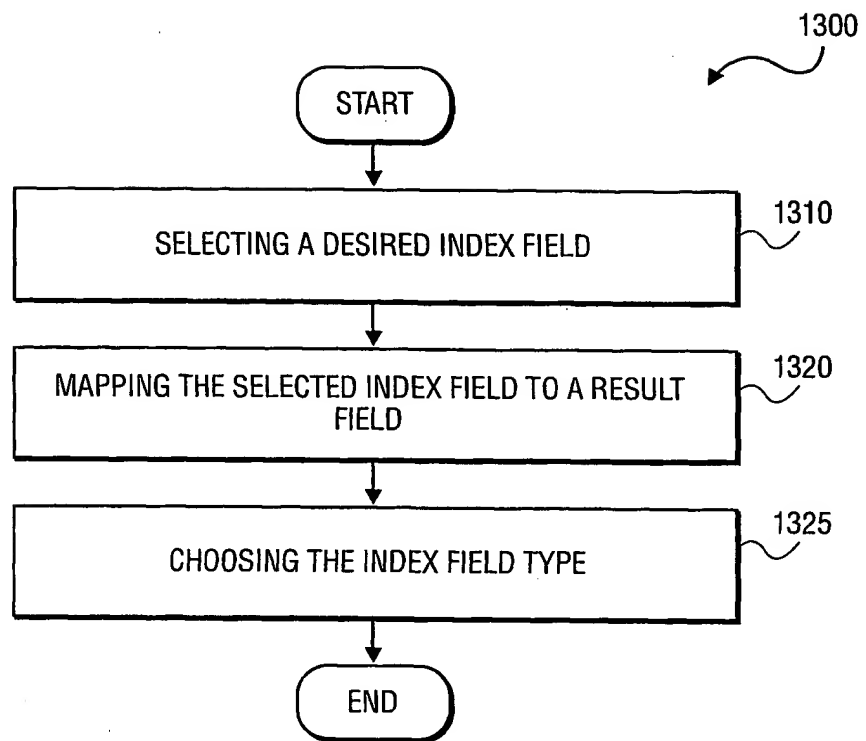 1300
START
1310
SELECTING A DESIRED INDEX FIELD
1320
MAPPING THE SELECTED INDEX FIELD TO A RESULT
FIELD
1325
CHOOSING THE INDEX FIELD TYPE
END